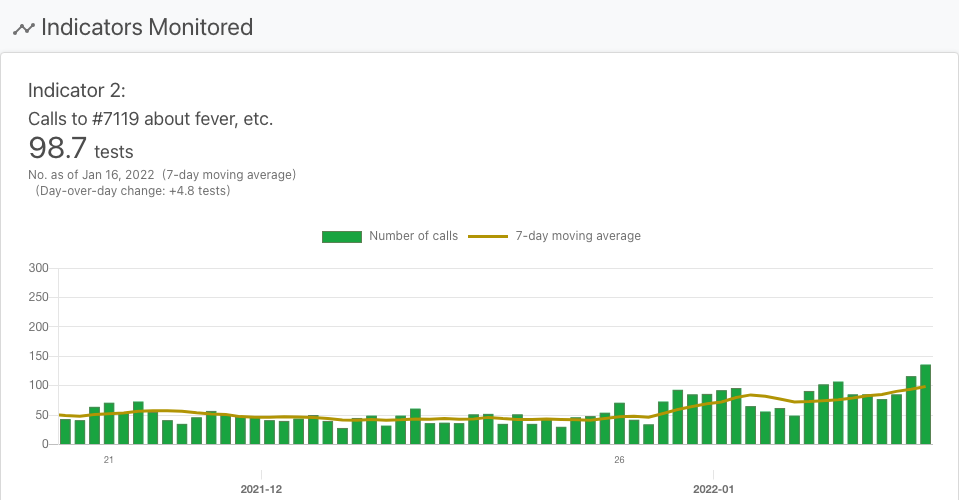 Indicators Monitored
Indicator 2:
Calls to #7119 about fever, etc.
98.7 tests
No. as of Jan 16, 2022 (7-day moving average)
(Day-over-day change: +4.8 tests)
Number of calls 7-day moving average
300
250
200
150
100
50
0
21 26
2021-12 2022-01